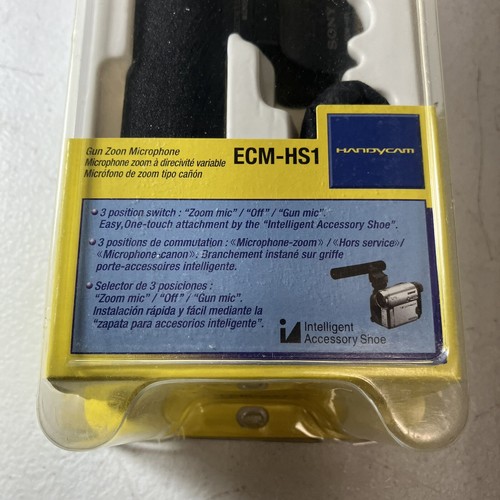 SONY
Gun Zoon Microphone
Microphone zoom à direcivité variable
Micrófono de zoom tipo cañón
ECM-HS1
HANDYCAM
• 3 position switch : “Zoom mic” / “Off” / “Gun mic”.
Easy,One-touch attachment by the “Intelligent Accessory Shoe”.
• 3 positions de commutation : «Microphone-zoom» / «Hors service»/
«Microphone-canon». Branchement instané sur griffe
porte-accessoires intelligente.
• Selector de 3 posiciones :
“Zoom mic” / “Off” / “Gun mic”.
Instalación rápida y fácil mediante la
“zapata para accesorios inteligente”.
Intelligent
Accessory Snoe